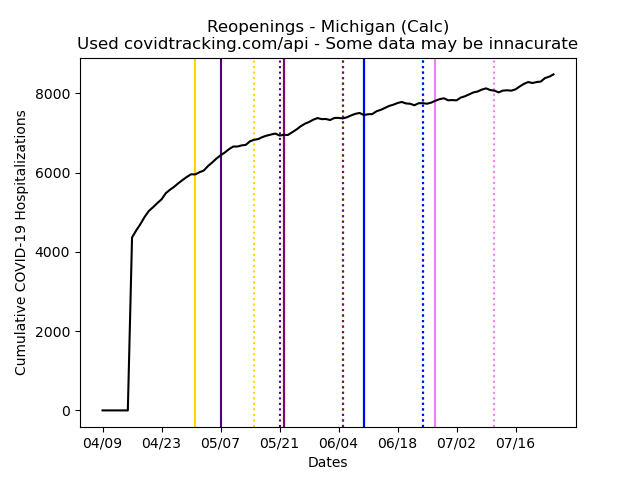 Reopenings - Michigan (Calc)
Used covidtracking.com/api - Some data may be innacurate
Cumulative COVID-19 Hospitalizations
8000
6000
4000
2000
0
04/09 04/23 05/07 05/21 06/04 06/18 07/02 07/16
Dates